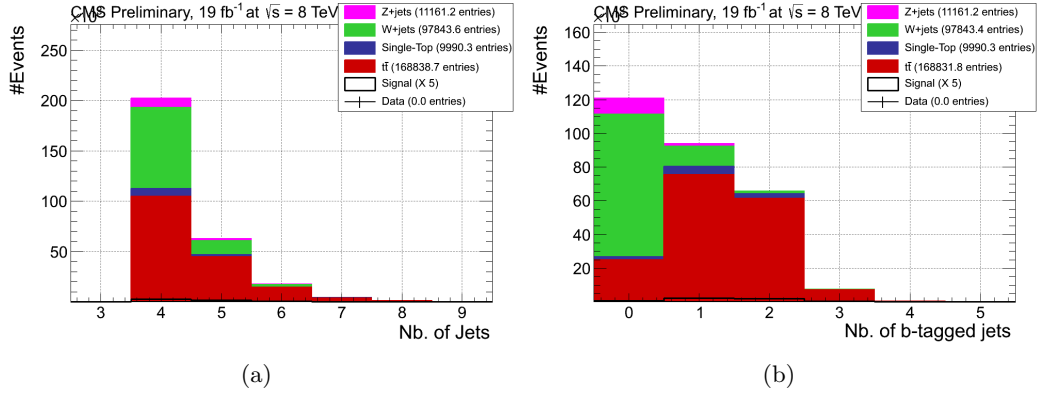 CMS Preliminary, 19 fb⁻¹ at √s = 8 TeV
Z+jets (11161.2 entries)
W+jets (97843.6 entries)
Single-Top (9990.3 entries)
tt̄ (168838.7 entries)
Signal (X 5)
Data (0.0 entries)
#Events
250
200
150
100
50
3 4 5 6 7 8 9
Nb. of Jets
(a)
CMS Preliminary, 19 fb⁻¹ at √s = 8 TeV
Z+jets (11161.2 entries)
W+jets (97843.4 entries)
Single-Top (9990.3 entries)
tt̄ (168831.8 entries)
Signal (X 5)
Data (0.0 entries)
#Events
160
140
120
100
80
60
40
20
0 1 2 3 4 5
Nb. of b-tagged jets
(b)